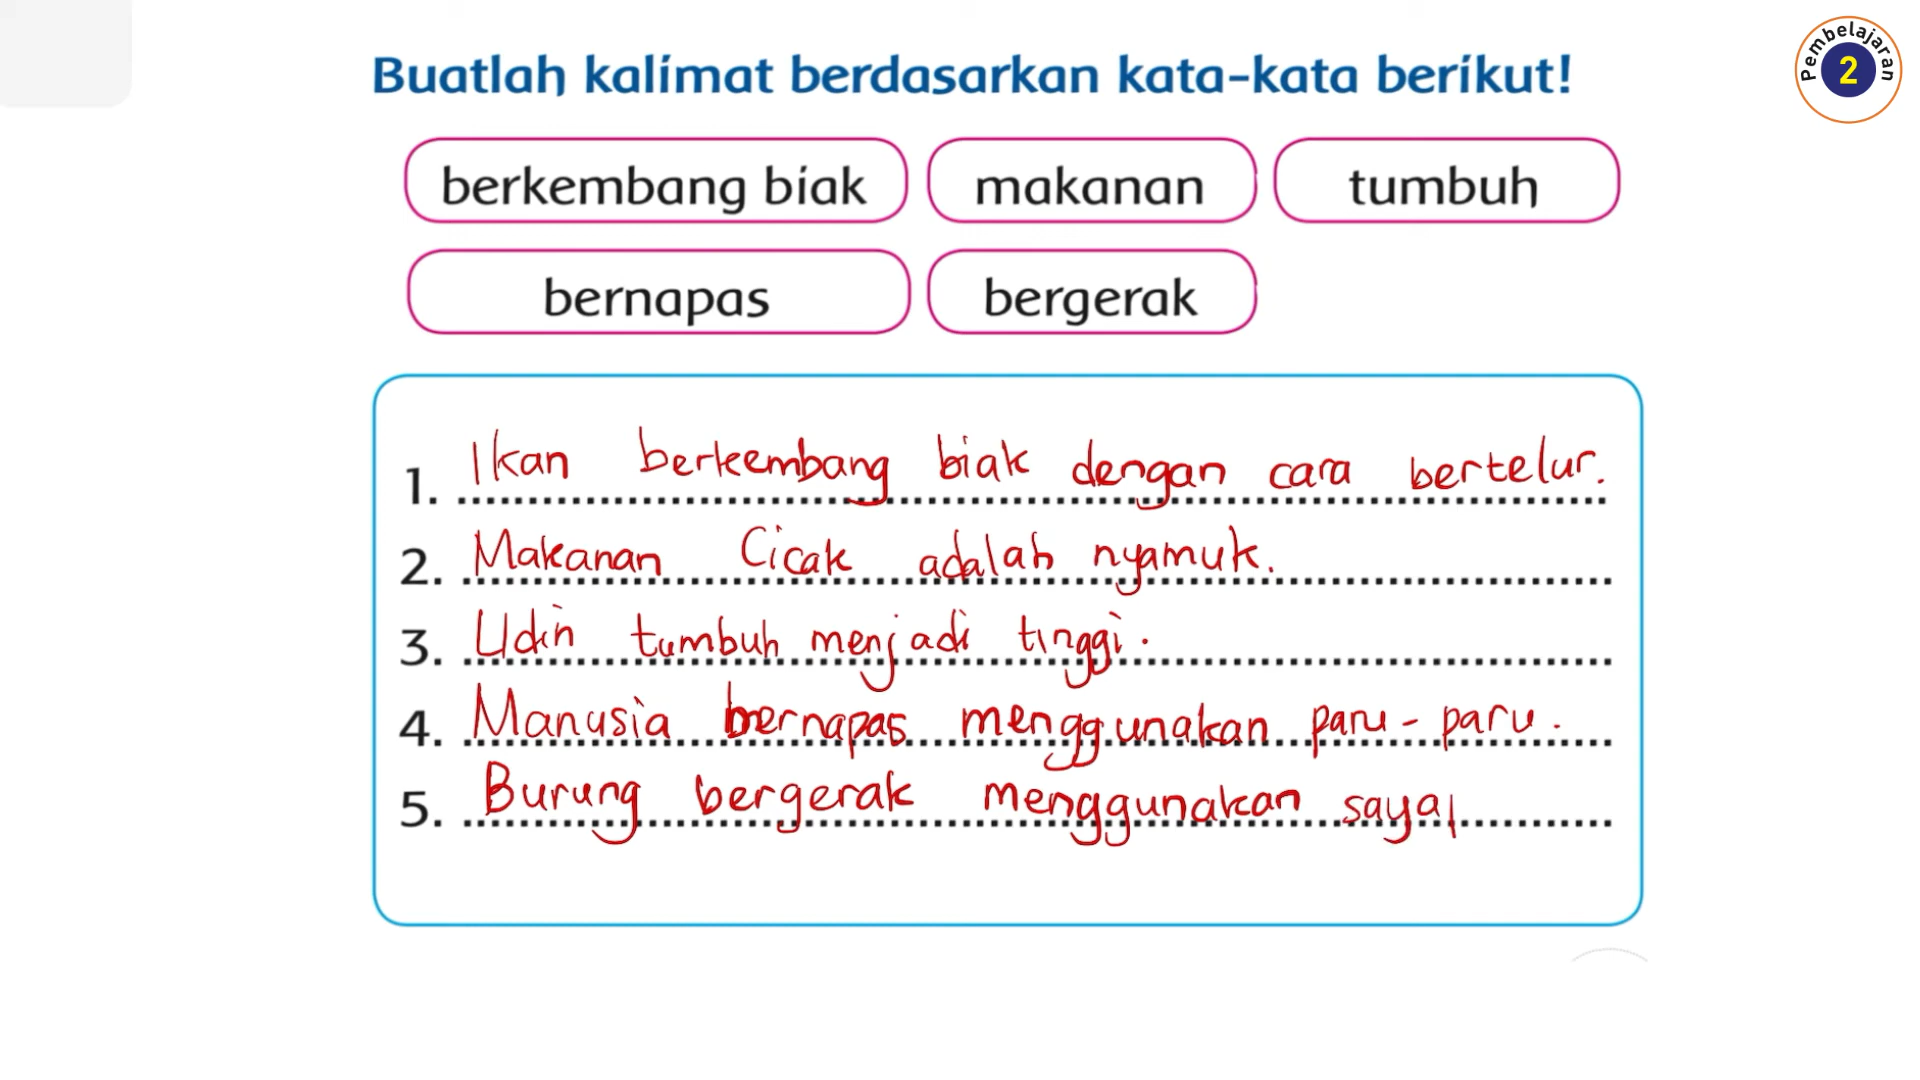 Buatlah kalimat berdasarkan kata-kata berikut!
Pembelajaran 2
berkembang biak makanan tumbuh
bernapas bergerak
1. Ikan berkembang biak dengan cara bertelur.
2. Makanan Cicak adalah nyamuk.
3. Udin tumbuh menjadi tinggi.
4. Manusia bernapas menggunakan paru-paru.
5. Burung bergerak menggunakan saya|